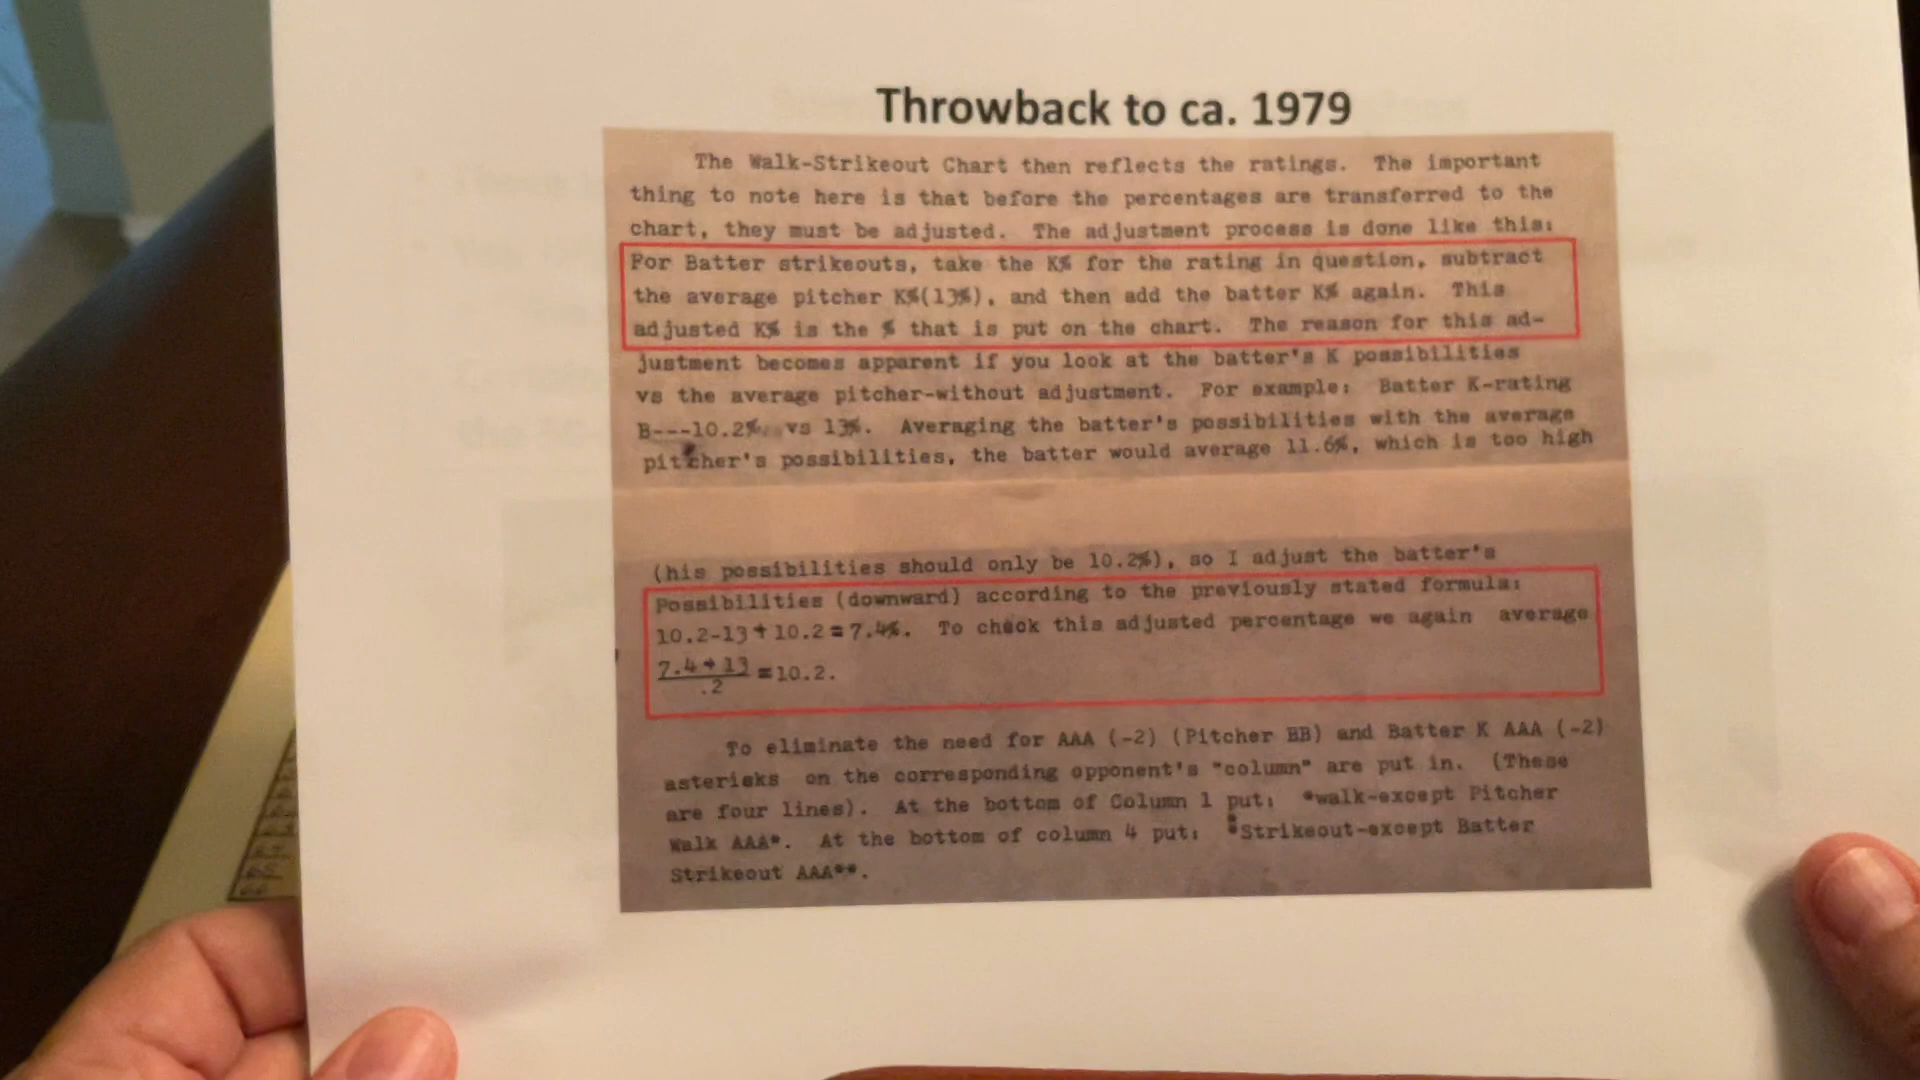 Throwback to ca. 1979
The Walk-Strikeout Chart then reflects the ratings. The important
thing to note here is that before the percentages are transferred to the
chart, they must be adjusted. The adjustment process is done like this:
For Batter strikeouts, take the K% for the rating in question, subtract
the average pitcher K%(13%), and then add the batter K% again. This
adjusted K% is the % that is put on the chart. The reason for this ad-
justment becomes apparent if you look at the batter's K possibilities
vs the average pitcher-without adjustment. For example: Batter K-rating
B---10.2% vs 13%. Averaging the batter's possibilities with the average
pitcher's possibilities, the batter would average 11.6%, which is too high
(his possibilities should only be 10.2%), so I adjust the batter's
Possibilities (downward) according to the previously stated formula:
10.2-13+10.2=7.4%. To check this adjusted percentage we again average
7.4+13
.2 =10.2.
To eliminate the need for AAA (-2) (Pitcher BB) and Batter K AAA (-2)
asterisks on the corresponding opponent's "column" are put in. (These
are four lines). At the bottom of Column 1 put: *walk-except Pitcher
Walk AAA*. At the bottom of column 4 put: **Strikeout-except Batter
Strikeout AAA**.